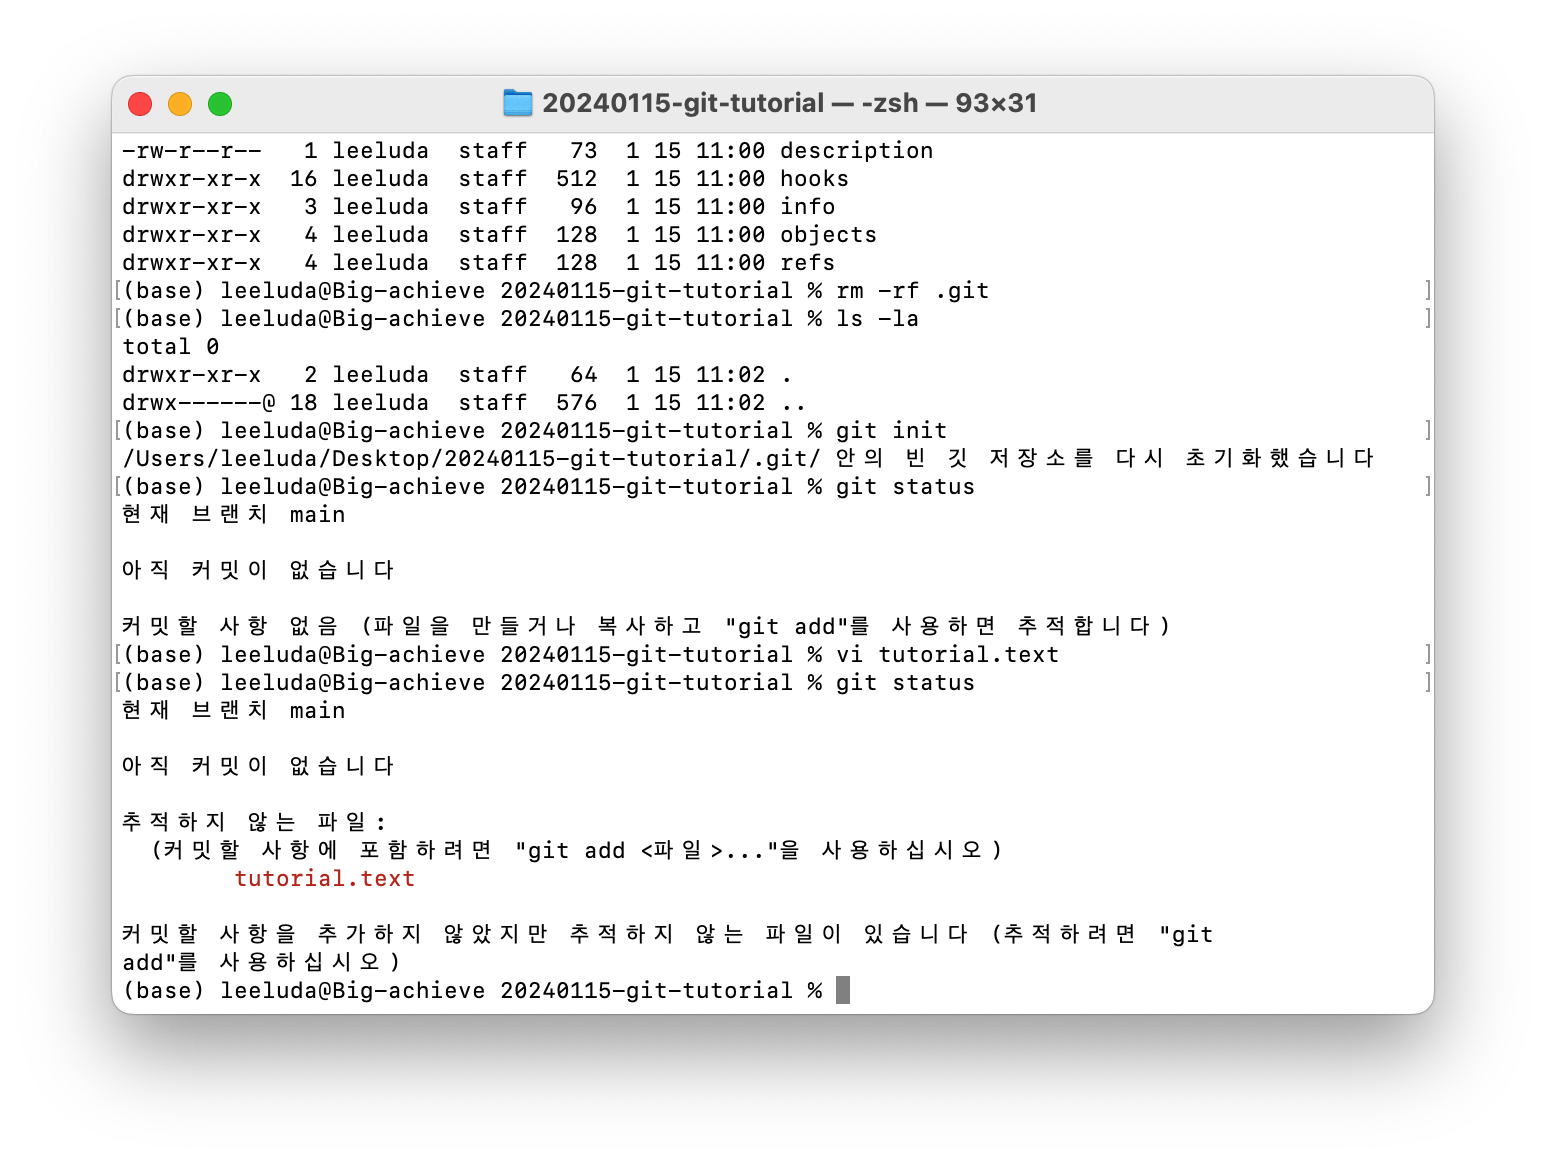 20240115-git-tutorial — -zsh — 93×31
-rw-r--r--   1 leeluda  staff   73  1 15 11:00 description
drwxr-xr-x  16 leeluda  staff  512  1 15 11:00 hooks
drwxr-xr-x   3 leeluda  staff   96  1 15 11:00 info
drwxr-xr-x   4 leeluda  staff  128  1 15 11:00 objects
drwxr-xr-x   4 leeluda  staff  128  1 15 11:00 refs
[(base) leeluda@Big-achieve 20240115-git-tutorial % rm -rf .git ]
[(base) leeluda@Big-achieve 20240115-git-tutorial % ls -la ]
total 0
drwxr-xr-x   2 leeluda  staff   64  1 15 11:02 .
drwx------@ 18 leeluda  staff  576  1 15 11:02 ..
[(base) leeluda@Big-achieve 20240115-git-tutorial % git init ]
/Users/leeluda/Desktop/20240115-git-tutorial/.git/ 안의 빈 깃 저장소를 다시 초기화했습니다
[(base) leeluda@Big-achieve 20240115-git-tutorial % git status ]
현재 브랜치 main
아직 커밋이 없습니다
커밋할 사항 없음 (파일을 만들거나 복사하고 "git add"를 사용하면 추적합니다)
[(base) leeluda@Big-achieve 20240115-git-tutorial % vi tutorial.text ]
[(base) leeluda@Big-achieve 20240115-git-tutorial % git status ]
현재 브랜치 main
아직 커밋이 없습니다
추적하지 않는 파일:
  (커밋할 사항에 포함하려면 "git add <파일>..."을 사용하십시오)
        tutorial.text
커밋할 사항을 추가하지 않았지만 추적하지 않는 파일이 있습니다 (추적하려면 "git
add"를 사용하십시오)
(base) leeluda@Big-achieve 20240115-git-tutorial %